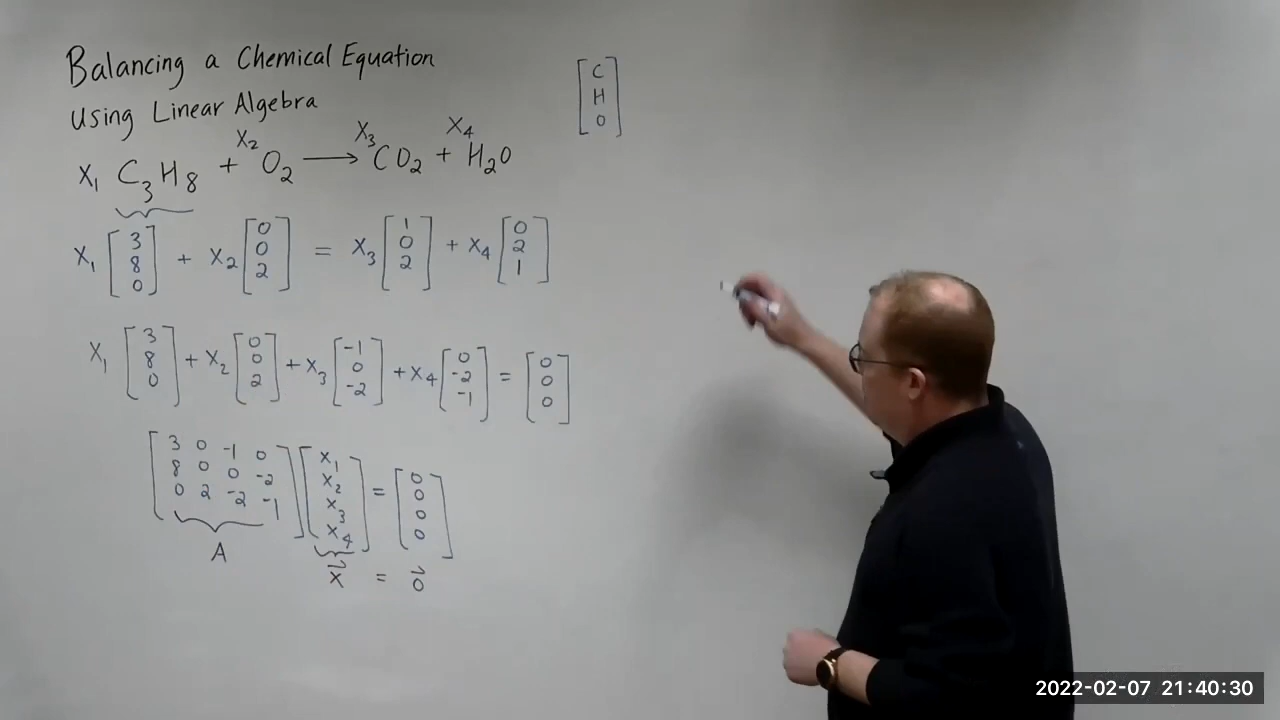 Balancing a Chemical Equation
Using Linear Algebra
[C H O]
X₁ C₃H₈ + X₂ O₂ ⟶ X₃ CO₂ + X₄ H₂O
X₁ [3 8 0] + X₂ [0 0 2] = X₃ [1 0 2] + X₄ [0 2 1]
X₁ [3 8 0] + X₂ [0 0 2] + X₃ [-1 0 -2] + X₄ [0 -2 -1] = [0 0 0]
[3 0 -1 0
8 0 0 -2
0 2 -2 -1] [X₁ X₂ X₃ X₄] = [0 0 0 0]
A X⃗ = 0⃗
2022-02-07 21:40:30